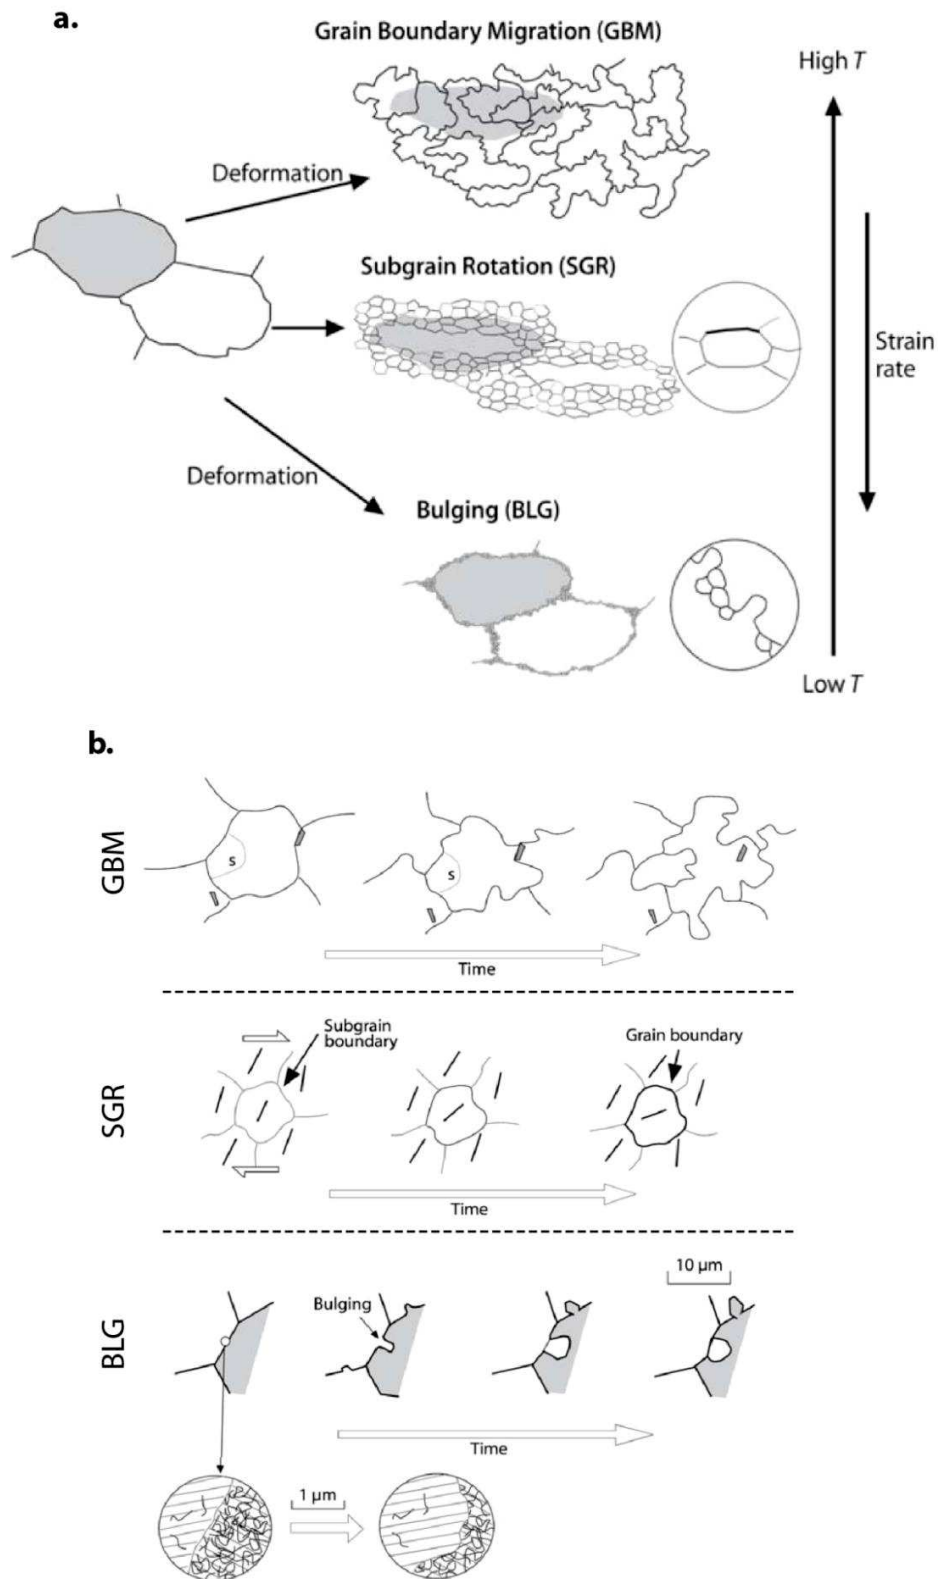 a.
Grain Boundary Migration (GBM)
High T
Deformation
Subgrain Rotation (SGR)
Strain
rate
Deformation
Bulging (BLG)
Low T
b.
GBM
s
s
Time
Subgrain
boundary
Grain boundary
SGR
Time
10 µm
Bulging
BLG
Time
1 µm